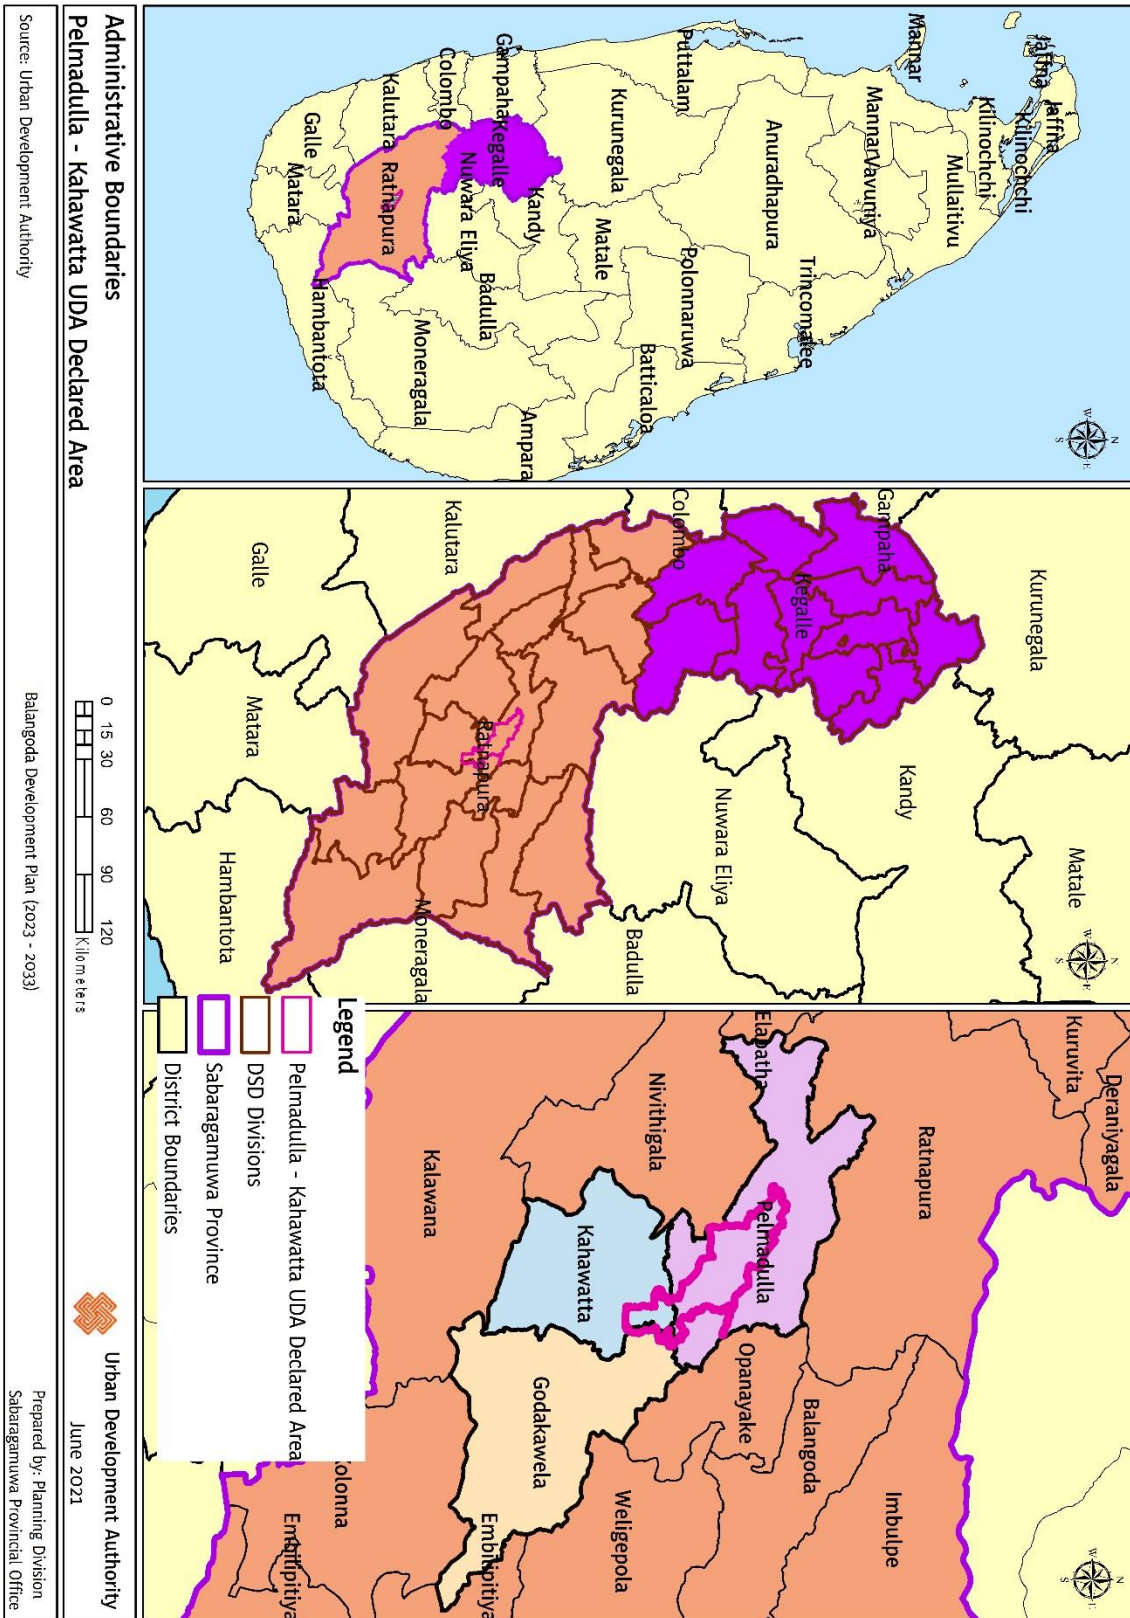 Jaffna
Jaffna
Kilinochchi
Kilinochchi
Mullaitivu
Mannar
Mannar
Vavuniya
Anuradhapura
Trincomalee
Puttalam
Polonnaruwa
Kurunegala
Matale
Batticaloa
Gampaha
Kegalle
Kandy
Ampara
Colombo
Nuwara Eliya
Badulla
Kalutara
Ratnapura
Moneragala
Galle
Matara
Hambantota
N
W
E
S
Kurunegala
Matale
Gampaha
Kegalle
Kandy
Colombo
Nuwara Eliya
Badulla
Kalutara
Ratnapura
Moneragala
Galle
Matara
Hambantota
N
W
E
S
Deraniyagala
Kuruvita
Ratnapura
Imbulpe
Elapatha
Pelmadulla
Balangoda
Opanayake
Nivithigala
Kahawatta
Weligepola
Godakawela
Kalawana
Embilipitiya
Kolonna
Embilipitiya
N
W
E
S
Legend
Pelmadulla - Kahawatta UDA Declared Area
DSD Divisions
Sabaragamuwa Province
District Boundaries
Administrative Boundaries
Pelmadulla - Kahawatta UDA Declared Area
0 15 30 60 90 120
Kilometers
Urban Development Authority
June 2021
Source: Urban Development Authority
Balangoda Development Plan (2023 - 2033)
Prepared by: Planning Division
Sabaragamuwa Provincial Office